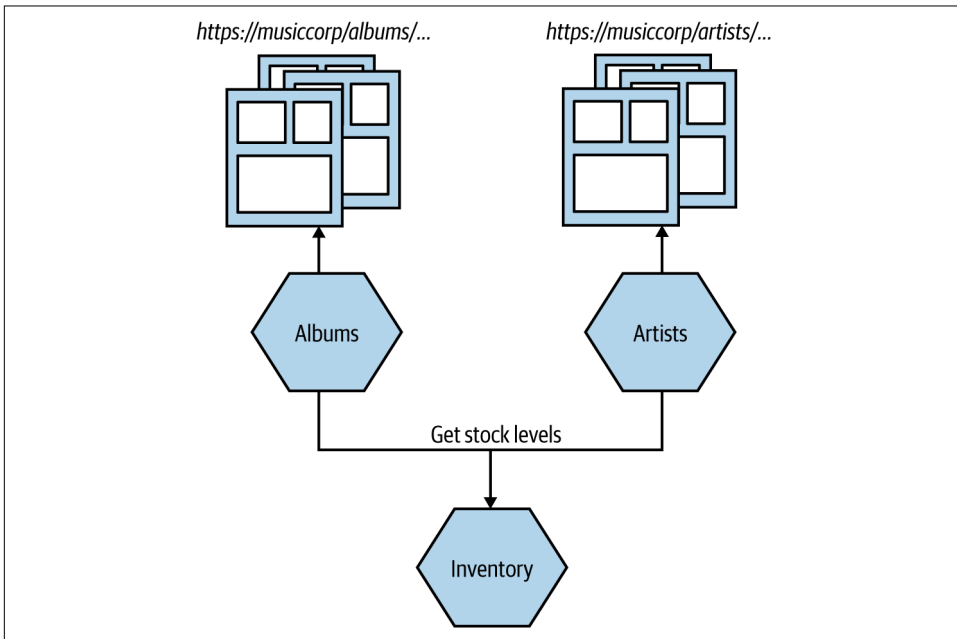 https://musiccorp/albums/...
https://musiccorp/artists/...
Albums
Artists
Get stock levels
Inventory